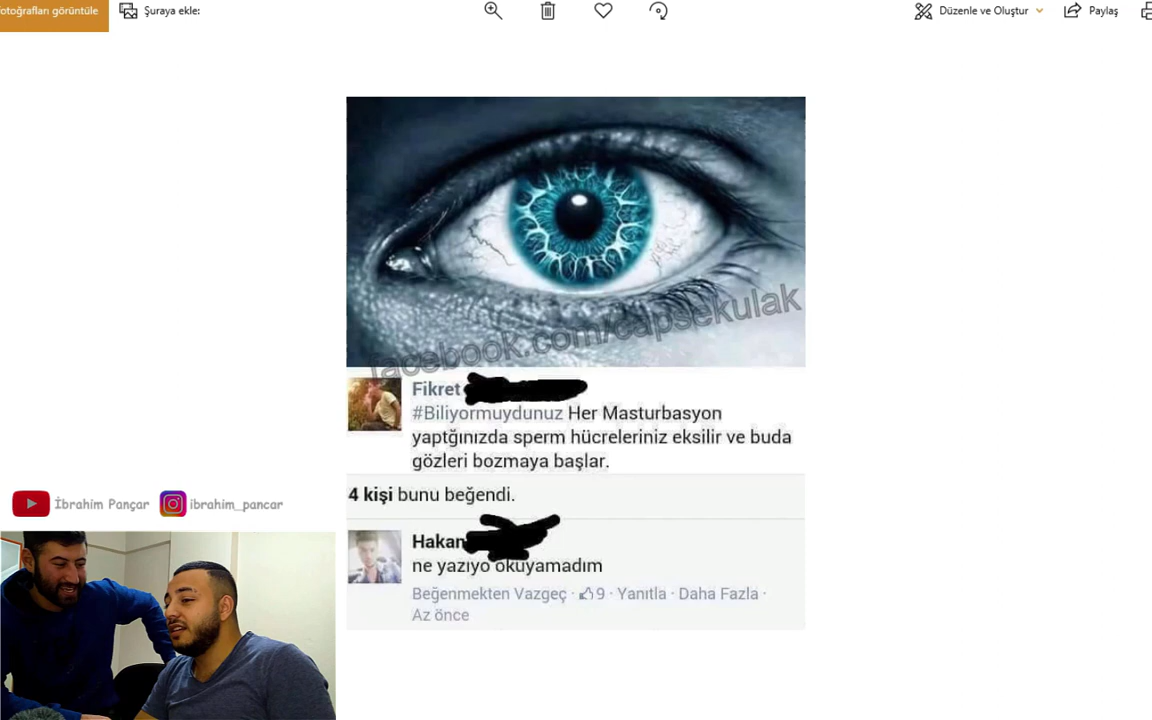 otoğrafları görüntüle
Şuraya ekle:
Düzenle ve Oluştur
Paylaş
facebook.com/capsekulak
Fikret
#Biliyormuydunuz Her Masturbasyon
yaptğınızda sperm hücreleriniz eksilir ve buda
gözleri bozmaya başlar.
4 kişi bunu beğendi.
Hakan
ne yazıyo okuyamadım
Beğenmekten Vazgeç · 9 · Yanıtla · Daha Fazla ·
Az önce
İbrahim Pançar
ibrahim_pancar